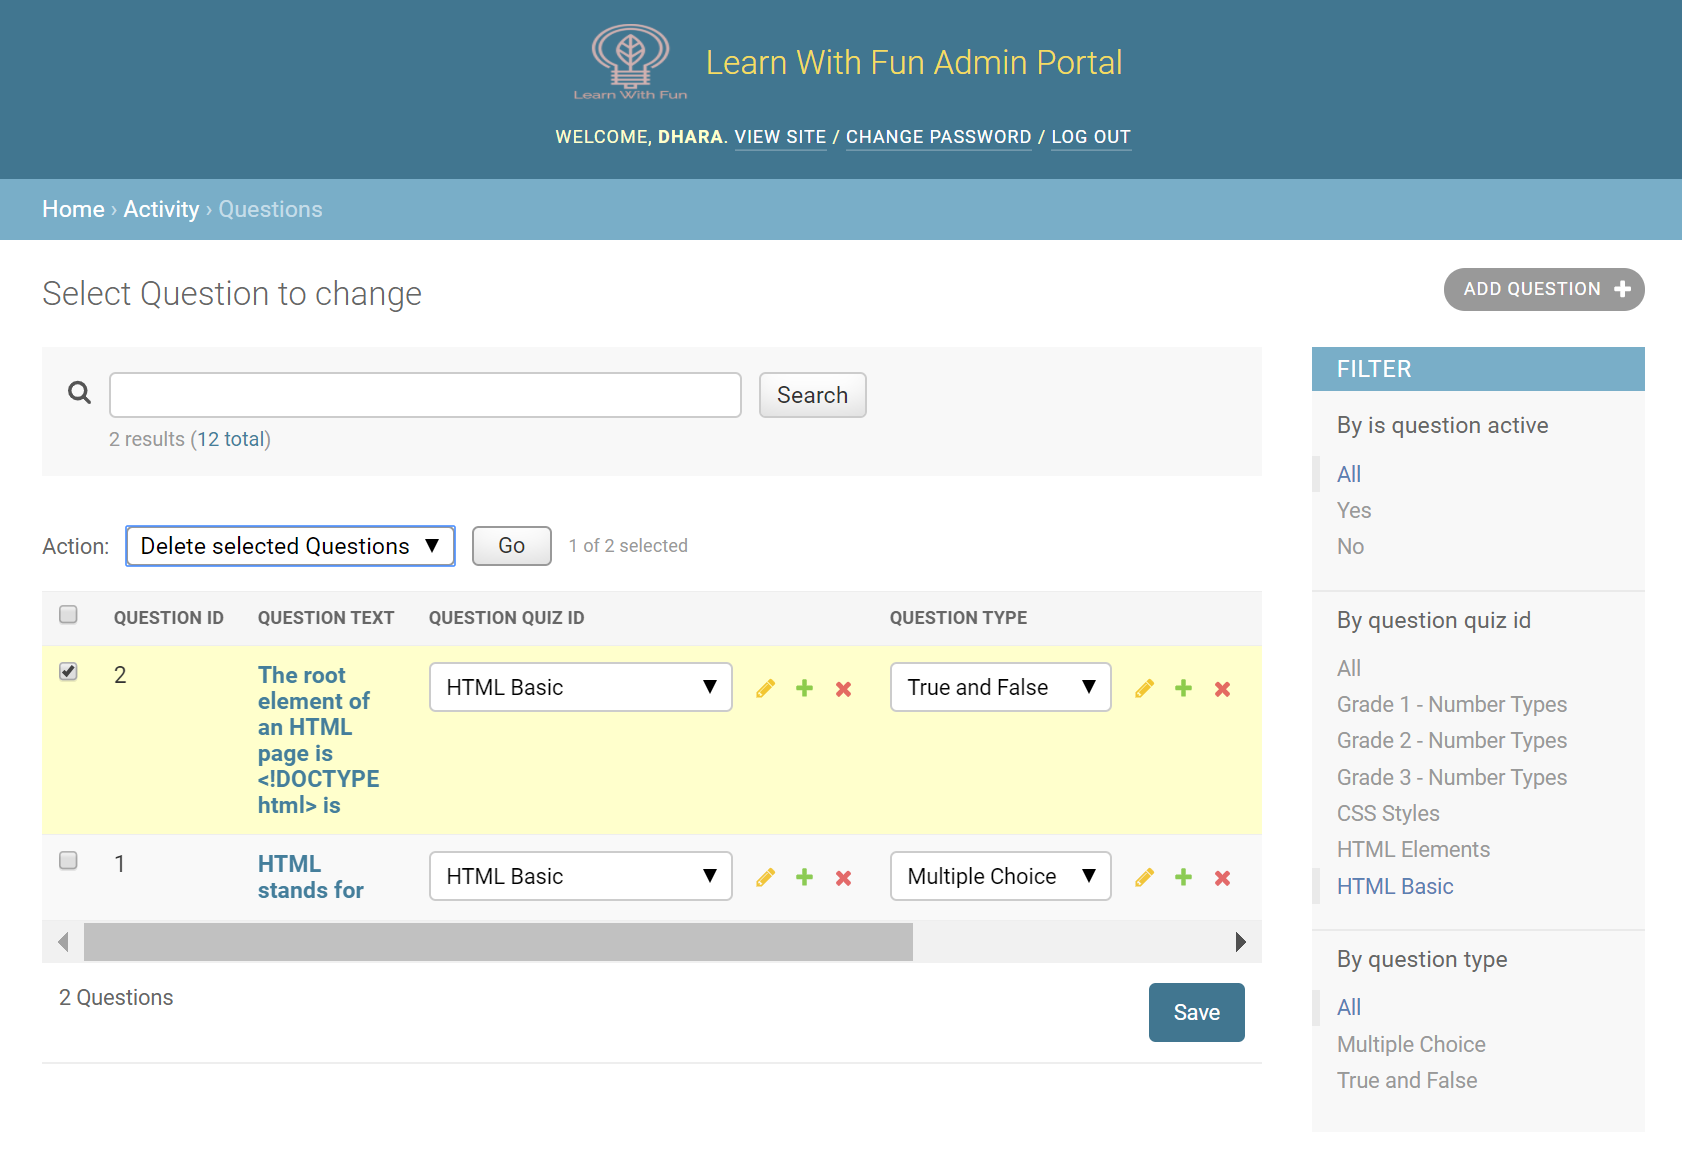 Learn With Fun
Learn With Fun Admin Portal
WELCOME, DHARA. VIEW SITE / CHANGE PASSWORD / LOG OUT
Home › Activity › Questions
Select Question to change
ADD QUESTION
Search
2 results (12 total)
Action: Delete selected Questions Go 1 of 2 selected
QUESTION ID QUESTION TEXT QUESTION QUIZ ID QUESTION TYPE
2 The root HTML Basic True and False
element of
an HTML
page is
<!DOCTYPE
html> is
1 HTML HTML Basic Multiple Choice
stands for
2 Questions
Save
FILTER
By is question active
All
Yes
No
By question quiz id
All
Grade 1 - Number Types
Grade 2 - Number Types
Grade 3 - Number Types
CSS Styles
HTML Elements
HTML Basic
By question type
All
Multiple Choice
True and False